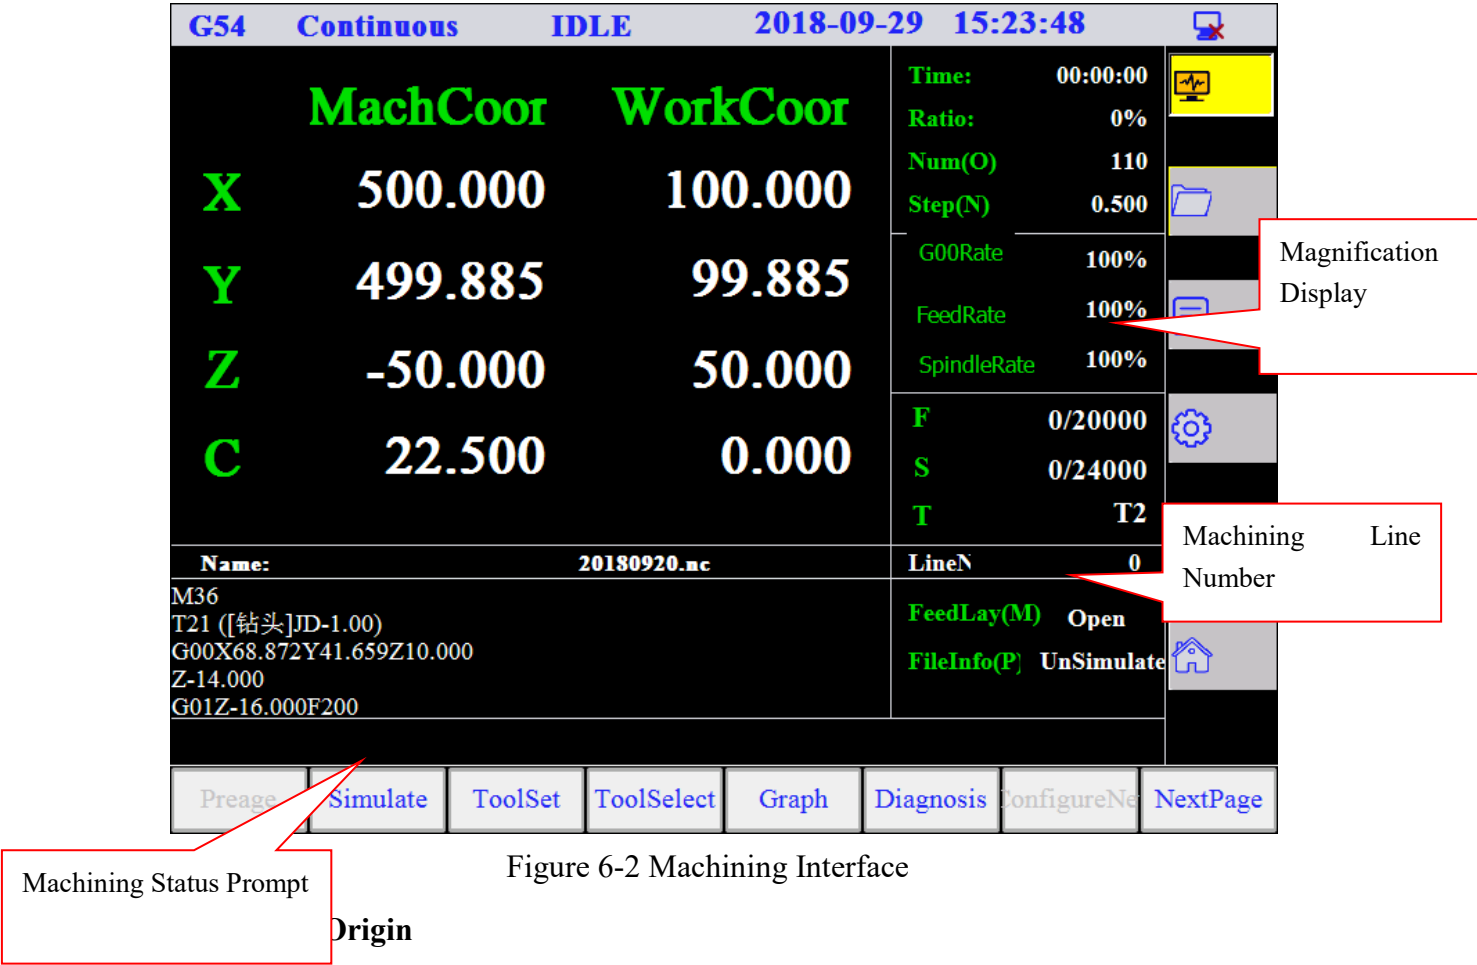 G54 Continuous IDLE 2018-09-29 15:23:48
MachCoor WorkCoor
X 500.000 100.000
Y 499.885 99.885
Z -50.000 50.000
C 22.500 0.000
Time: 00:00:00
Ratio: 0%
Num(O) 110
Step(N) 0.500
G00Rate 100%
FeedRate 100%
SpindleRate 100%
F 0/20000
S 0/24000
T T2
Magnification
Display
Name: 20180920.nc
LineN 0
Machining Line
Number
M36
T21 ([钻头]JD-1.00)
G00X68.872Y41.659Z10.000
Z-14.000
G01Z-16.000F200
FeedLay(M) Open
FileInfo(P) UnSimulate
Preage Simulate ToolSet ToolSelect Graph Diagnosis onfigureNe NextPage
Figure 6-2 Machining Interface
Machining Status Prompt
Origin